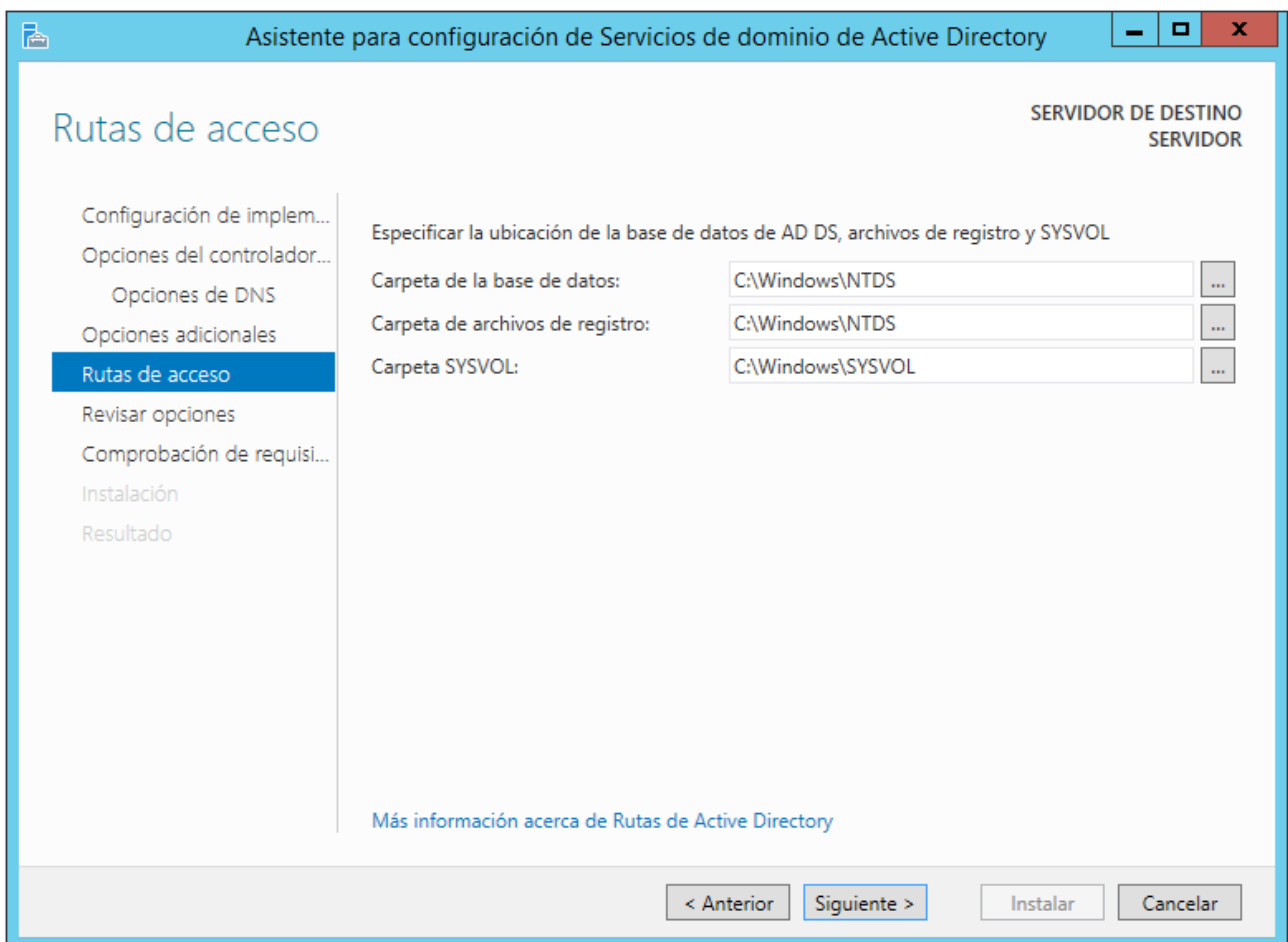 Asistente para configuración de Servicios de dominio de Active Directory
Rutas de acceso
SERVIDOR DE DESTINO
SERVIDOR
Configuración de implem...
Opciones del controlador...
Opciones de DNS
Opciones adicionales
Rutas de acceso
Revisar opciones
Comprobación de requisi...
Instalación
Resultado
Especificar la ubicación de la base de datos de AD DS, archivos de registro y SYSVOL
Carpeta de la base de datos: C:\Windows\NTDS ...
Carpeta de archivos de registro: C:\Windows\NTDS ...
Carpeta SYSVOL: C:\Windows\SYSVOL ...
Más información acerca de Rutas de Active Directory
< Anterior Siguiente > Instalar Cancelar